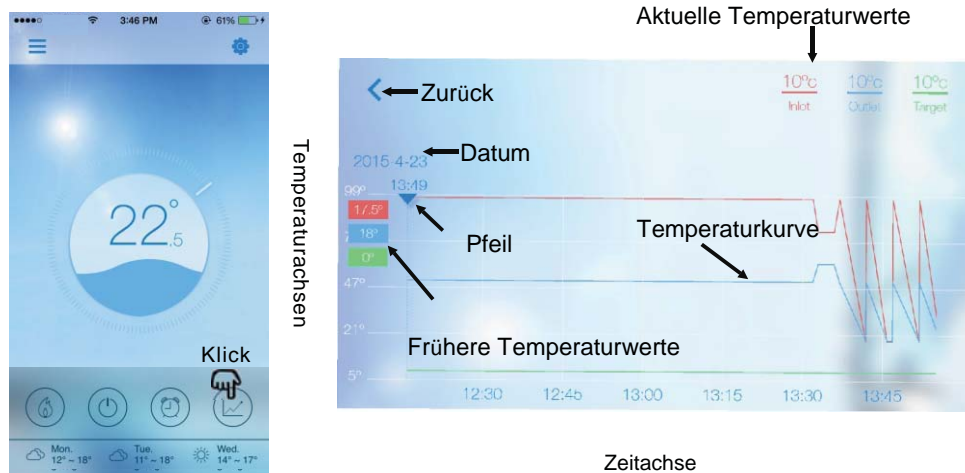 3:46 PM
61%
22°.5
Klick
Mon.
12° ~ 18°
Tue.
11° ~ 18°
Wed.
14° ~ 17°
Temperaturachsen
Aktuelle Temperaturwerte
Zurück
10°c
Inlot
10°c
Outlet
10°c
Target
Datum
2015 4-23
13:49
99°
17.5°
18°
0°
47°
21°
5°
Pfeil
Temperaturkurve
Frühere Temperaturwerte
12:30
12:45
13:00
13:15
13:30
13:45
Zeitachse